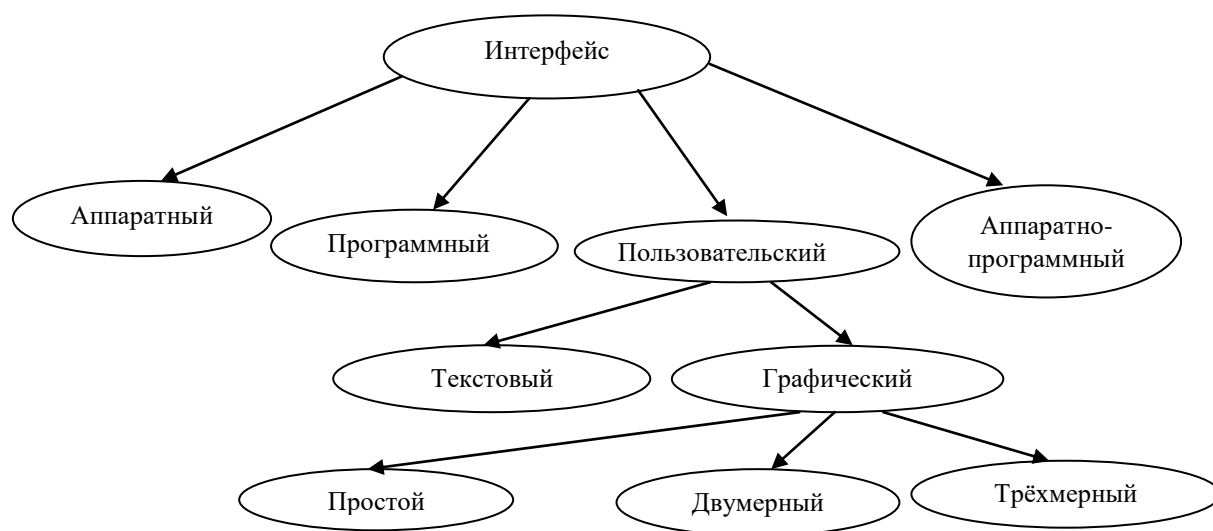 Интерфейс
Аппаратный
Программный
Пользовательский
Аппаратно-
программный
Текстовый
Графический
Простой
Двумерный
Трёхмерный